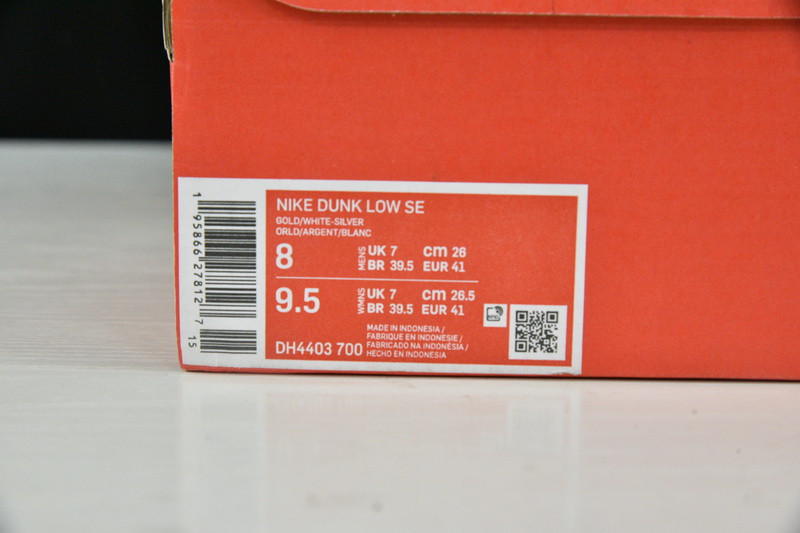 1 95866 27812 7
15
NIKE DUNK LOW SE
GOLD/WHITE-SILVER
ORLD/ARGENT/BLANC
8 MENS UK 7 cm 26
BR 39.5 EUR 41
9.5 WMNS UK 7 cm 26.5
BR 39.5 EUR 41
MADE IN INDONESIA /
FABRIQUE EN INDONESIE /
FABRICADO NA INDONÉSIA /
HECHO EN INDONESIA
DH4403 700